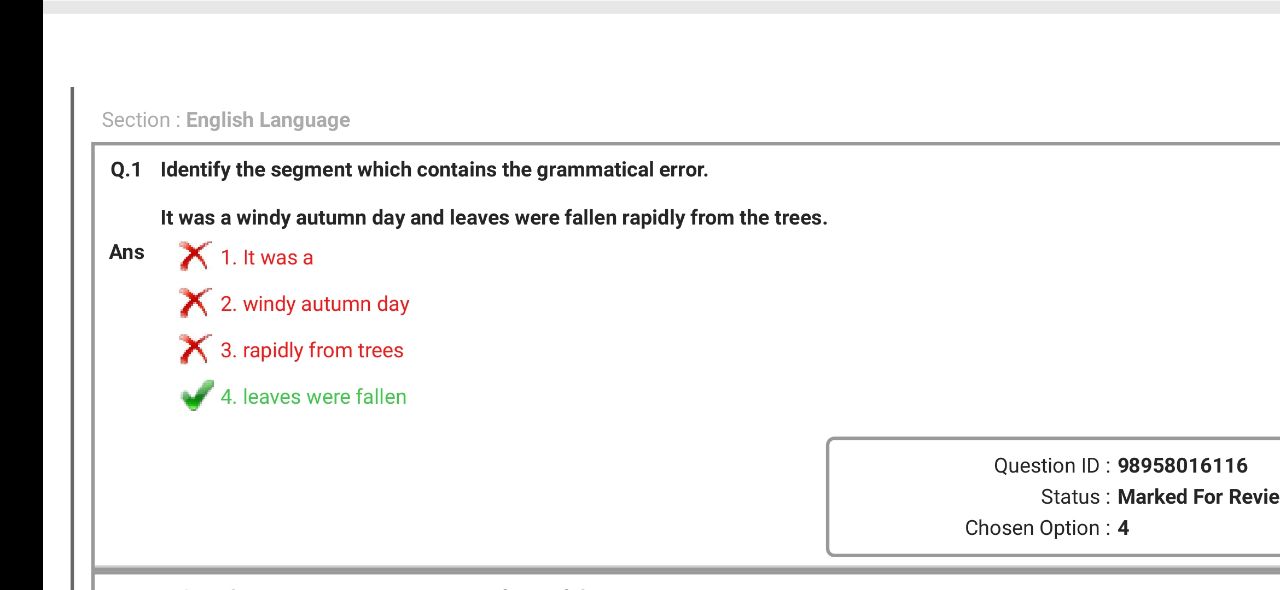 Section : English Language
Q.1 Identify the segment which contains the grammatical error.
It was a windy autumn day and leaves were fallen rapidly from the trees.
Ans 1. It was a
2. windy autumn day
3. rapidly from trees
4. leaves were fallen
Question ID : 98958016116
Status : Marked For Revie
Chosen Option : 4